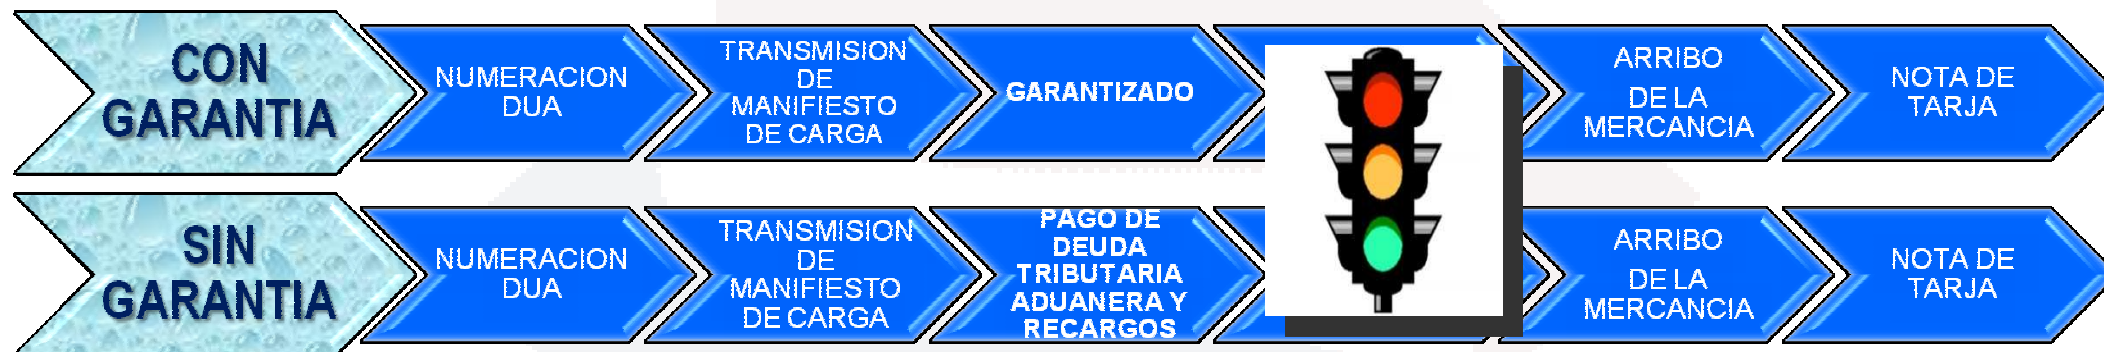 CON
GARANTIA
NUMERACION
DUA
TRANSMISION
DE
MANIFIESTO
DE CARGA
GARANTIZADO
ARRIBO
DE LA
MERCANCIA
NOTA DE
TARJA
SIN
GARANTIA
NUMERACION
DUA
TRANSMISION
DE
MANIFIESTO
DE CARGA
PAGO DE
DEUDA
TRIBUTARIA
ADUANERA Y
RECARGOS
ARRIBO
DE LA
MERCANCIA
NOTA DE
TARJA